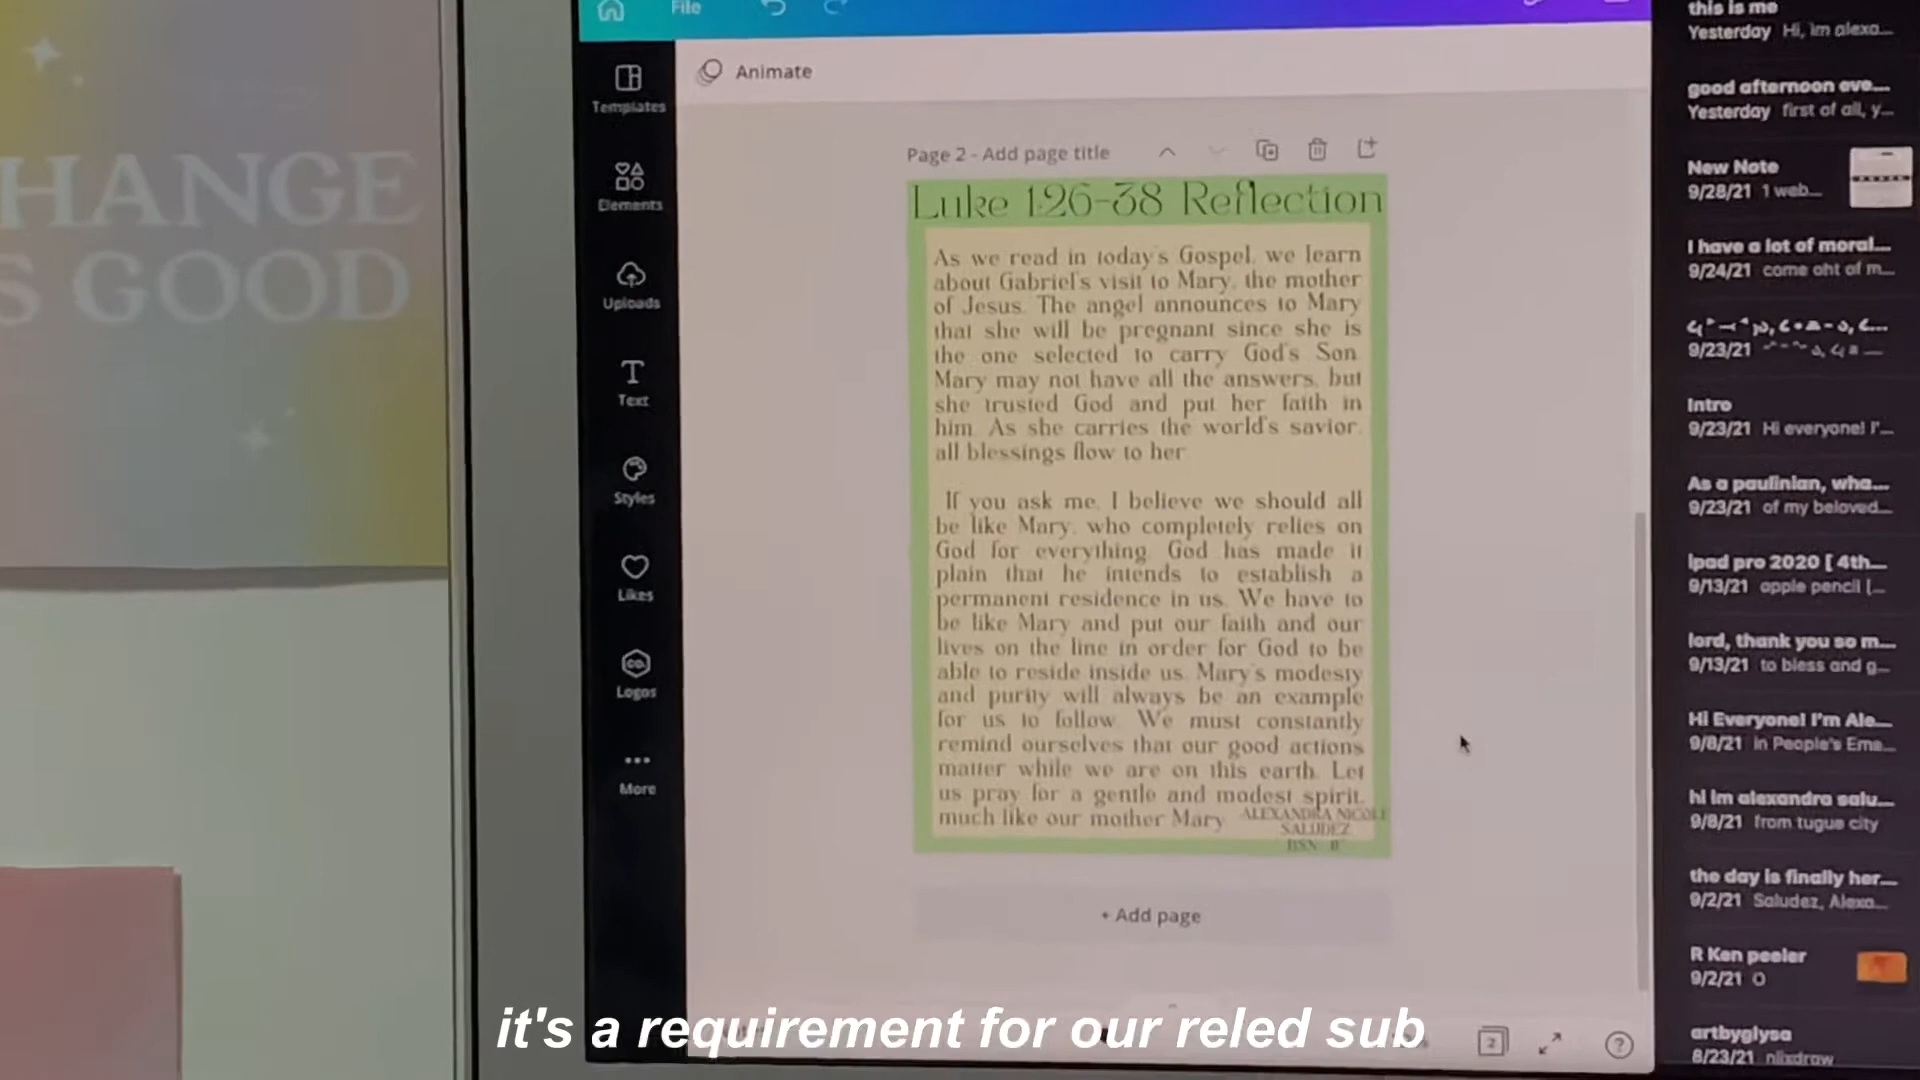 HANGE
S GOOD
File
Templates
Elements
Uploads
Text
Styles
Likes
CO.
Logos
More
Animate
Page 2 - Add page title
Luke 1:26-38 Reflection
As we read in today's Gospel, we learn
about Gabriel's visit to Mary, the mother
of Jesus. The angel announces to Mary
that she will be pregnant since she is
the one selected to carry God's Son.
Mary may not have all the answers, but
she trusted God and put her faith in
him. As she carries the world's savior,
all blessings flow to her.
If you ask me, I believe we should all
be like Mary, who completely relies on
God for everything. God has made it
plain that he intends to establish a
permanent residence in us. We have to
be like Mary and put our faith and our
lives on the line in order for God to be
able to reside inside us. Mary's modesty
and purity will always be an example
for us to follow. We must constantly
remind ourselves that our good actions
matter while we are on this earth. Let
us pray for a gentle and modest spirit,
much like our mother Mary.
ALEXANDRA NICOLE
SALUDEZ
BSN
+ Add page
2
?
this is me
Yesterday Hi, im alexa...
good afternoon eve...
Yesterday first of all, y...
New Note
9/28/21 1 web...
I have a lot of moral...
9/24/21 come oht of m...
9/23/21
Intro
9/23/21 Hi everyone! I'...
As a paulinian, wha...
9/23/21 of my beloved...
ipad pro 2020 [ 4th...
9/13/21 apple pencil [...
lord, thank you so m...
9/13/21 to bless and g...
Hi Everyone! I'm Ale...
9/8/21 in People's Ema...
hi im alexandra salu...
9/8/21 from tugue city
the day is finally her...
9/2/21 Saludez, Alexa...
R Ken peeler
9/2/21 O
artbyglysa
8/23/21 nlixdraw
it's a requirement for our reled sub